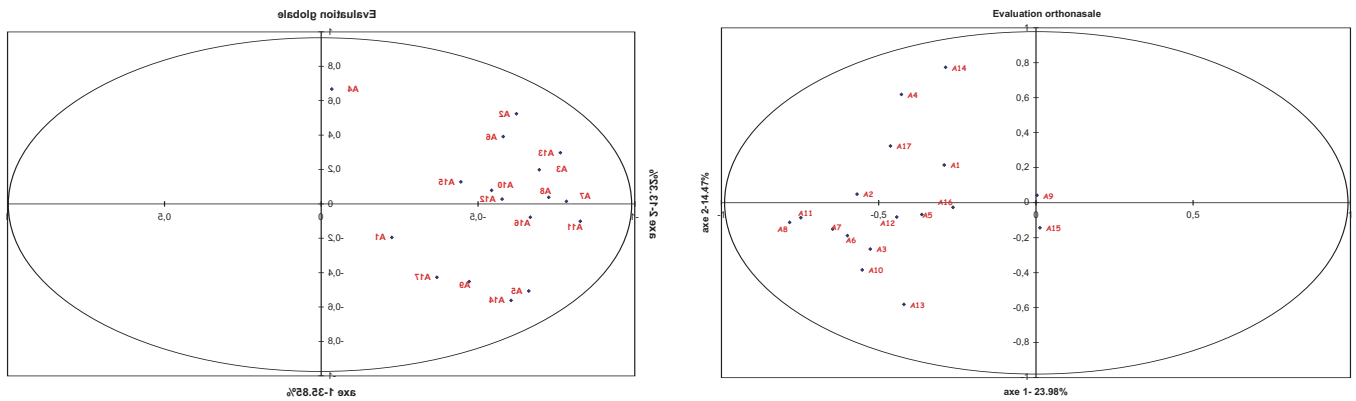 Evaluation globale
1
0,8
A4
0,6
A2
A6
0,4
A13
A3
0,2
A15
A10
A8
A7
A12
0,5
0
-0,5
-1
A16
A11
A1
-0,2
A17
A9
A5
-0,4
A14
-0,6
-0,8
-1
axe 2-13.32%
axe 1-35.85%
Evaluation orthonasale
1
0,8
A14
A4
0,6
0,4
A17
A1
0,2
A2
A9
A16
-1
-0,5
0
0,5
1
A11
A5
A8
A7
A12
A15
A6
-0,2
A3
A10
-0,4
A13
-0,6
-0,8
-1
axe 2-14.47%
axe 1- 23.98%